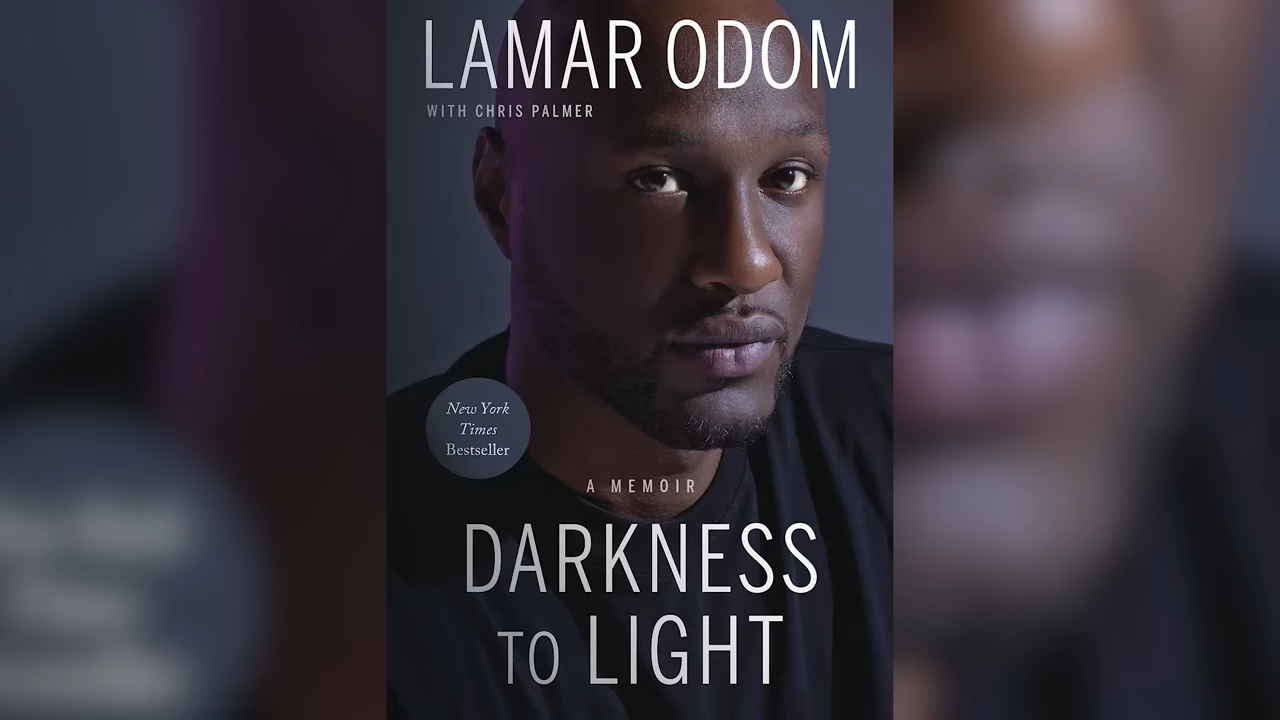 LAMAR ODOM
WITH CHRIS PALMER
New York
Times
Bestseller
A MEMOIR
DARKNESS
TO LIGHT